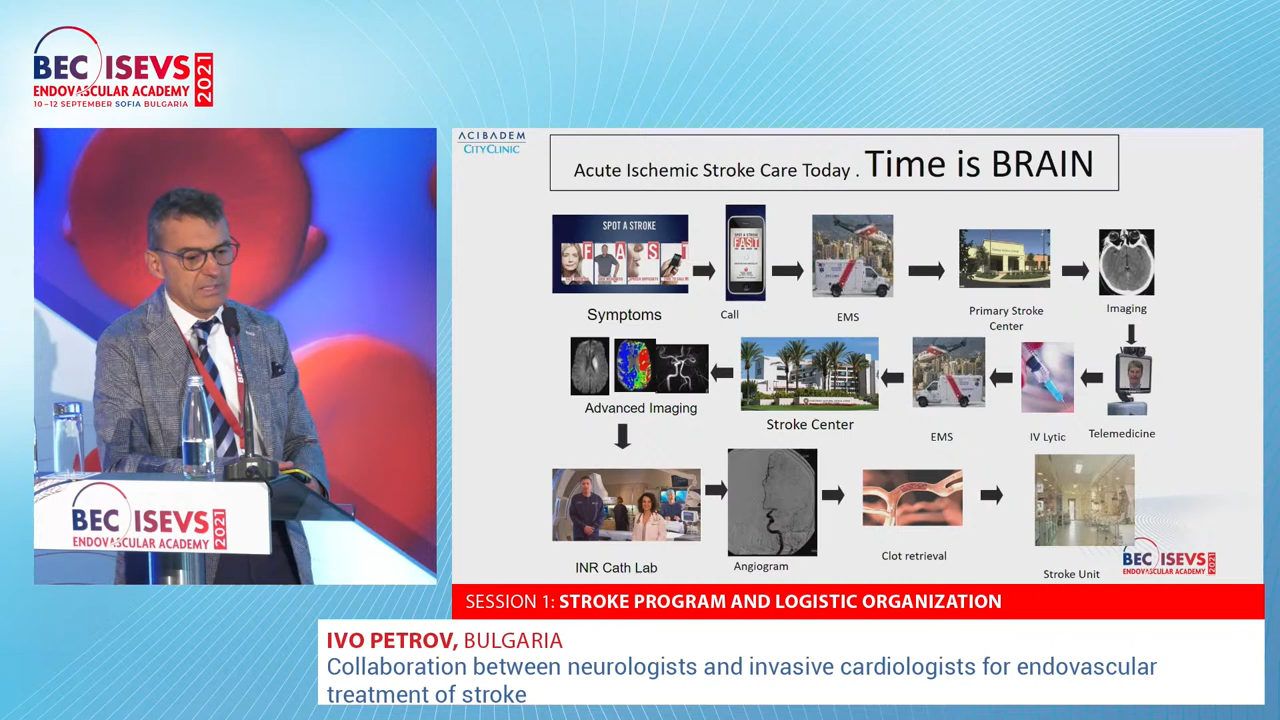 BEC ISEVS
ENDOVASCULAR ACADEMY
2021
10–12 SEPTEMBER SOFIA BULGARIA
BEC ISEVS
ENDOVASCULAR ACADEMY
2021
ACIBADEM
CITYCLINIC
Acute Ischemic Stroke Care Today . Time is BRAIN
SPOT A STROKE
F A S T
SPOT A STROKE
FAST
Symptoms
Call
EMS
Primary Stroke
Center
Imaging
Advanced Imaging
Stroke Center
EMS
IV Lytic
Telemedicine
INR Cath Lab
Angiogram
Clot retrieval
Stroke Unit
BEC ISEVS
ENDOVASCULAR ACADEMY
2021
SESSION 1: STROKE PROGRAM AND LOGISTIC ORGANIZATION
IVO PETROV, BULGARIA
Collaboration between neurologists and invasive cardiologists for endovascular
treatment of stroke